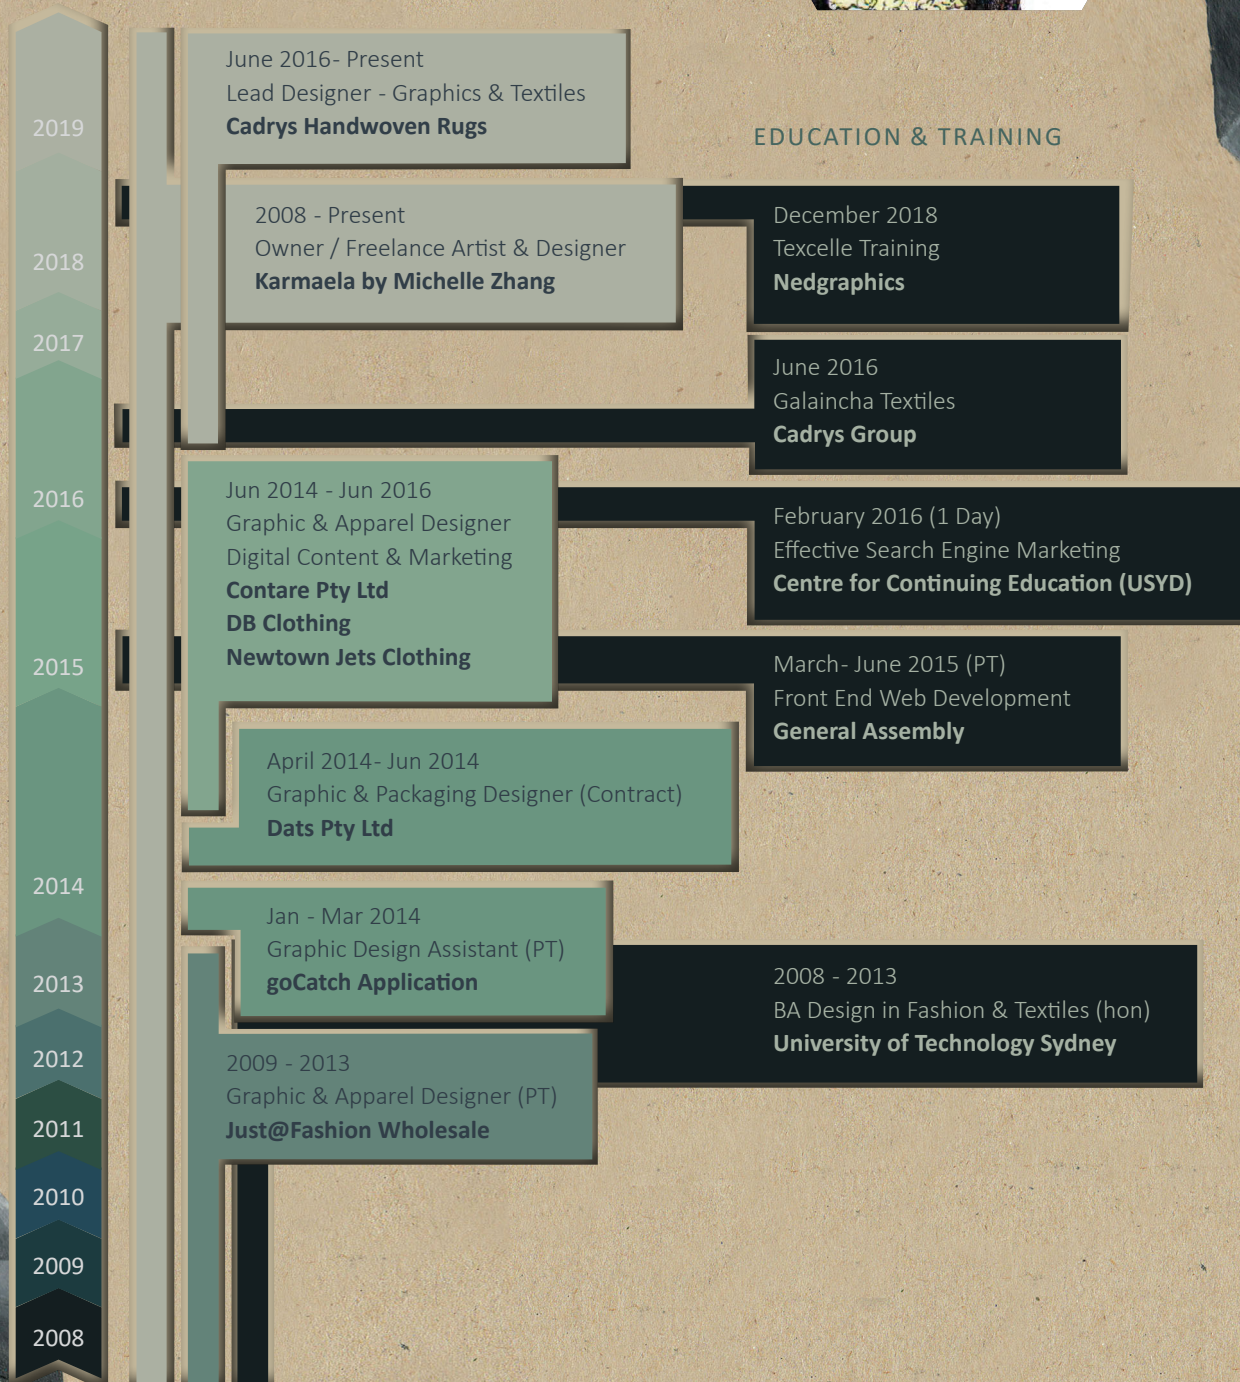 2019
2018
2017
2016
2015
2014
2013
2012
2011
2010
2009
2008
June 2016 - Present
Lead Designer - Graphics & Textiles
Cadrys Handwoven Rugs
2008 - Present
Owner / Freelance Artist & Designer
Karmaela by Michelle Zhang
Jun 2014 - Jun 2016
Graphic & Apparel Designer
Digital Content & Marketing
Contare Pty Ltd
DB Clothing
Newtown Jets Clothing
April 2014 - Jun 2014
Graphic & Packaging Designer (Contract)
Dats Pty Ltd
Jan - Mar 2014
Graphic Design Assistant (PT)
goCatch Application
2009 - 2013
Graphic & Apparel Designer (PT)
Just@Fashion Wholesale
EDUCATION & TRAINING
December 2018
Texcelle Training
Nedgraphics
June 2016
Galaincha Textiles
Cadrys Group
February 2016 (1 Day)
Effective Search Engine Marketing
Centre for Continuing Education (USYD)
March - June 2015 (PT)
Front End Web Development
General Assembly
2008 - 2013
BA Design in Fashion & Textiles (hon)
University of Technology Sydney